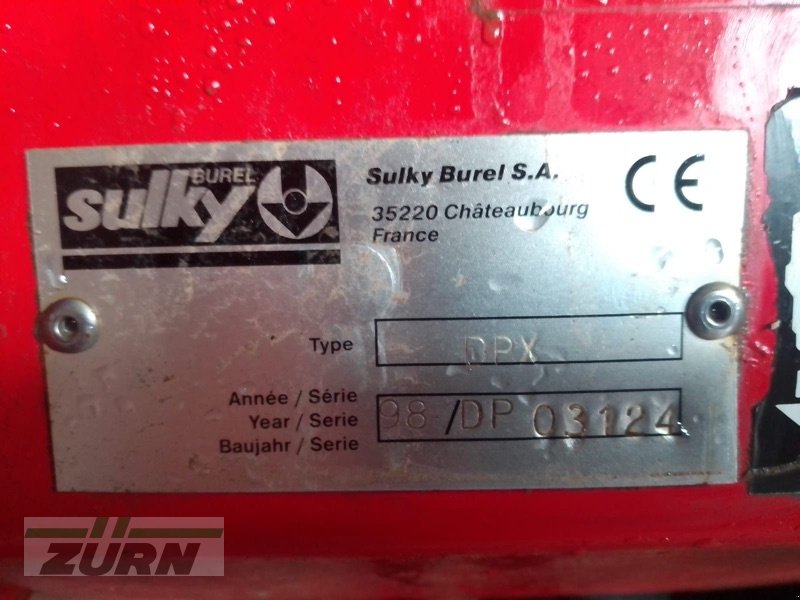 BUREL
sulky
Sulky Burel S.A.
35220 Châteaubourg
France
CE
Type DPX
Année / Série
Year / Serie 98 /DP 03124
Baujahr / Serie
ZÜRN